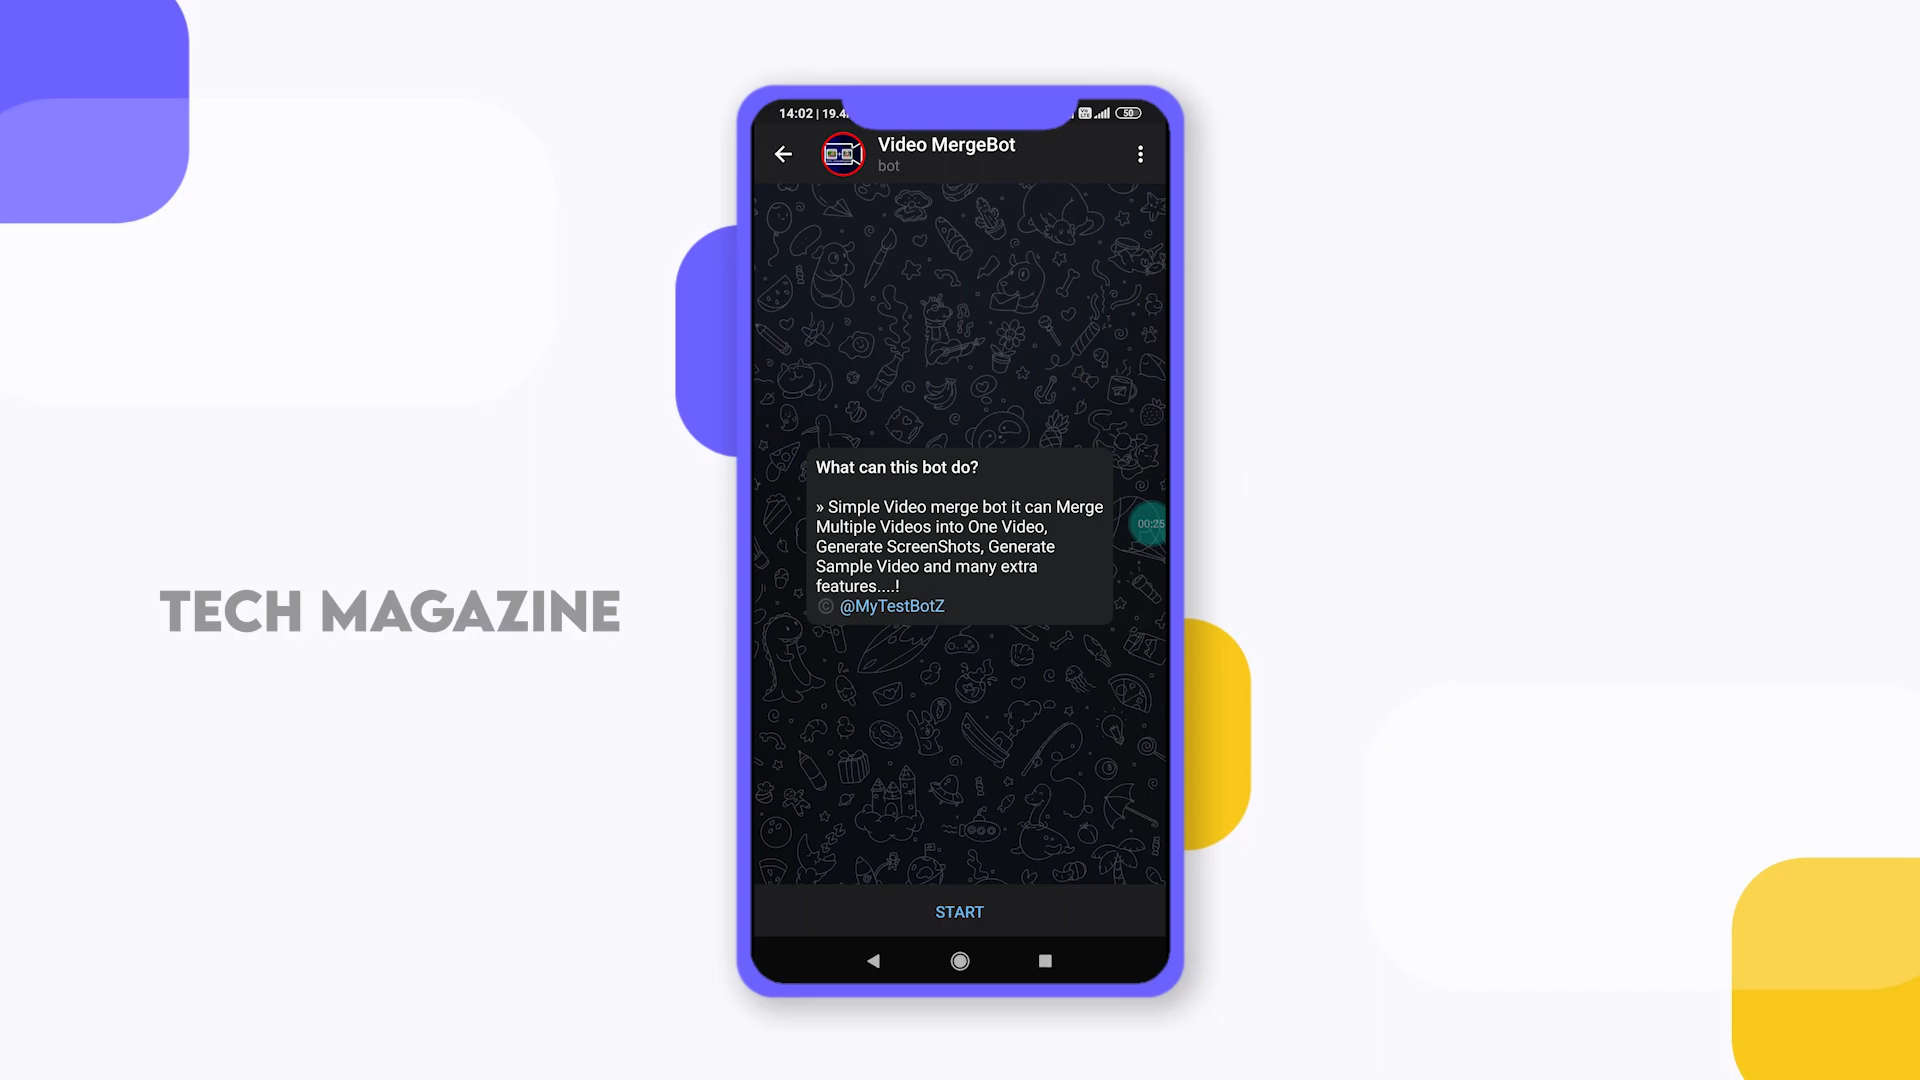 14:02 | 19.4
50
Video MergeBot
bot
What can this bot do?
» Simple Video merge bot it can Merge
Multiple Videos into One Video,
Generate ScreenShots, Generate
Sample Video and many extra
features....!
© @MyTestBotZ
00:25
TECH MAGAZINE
START